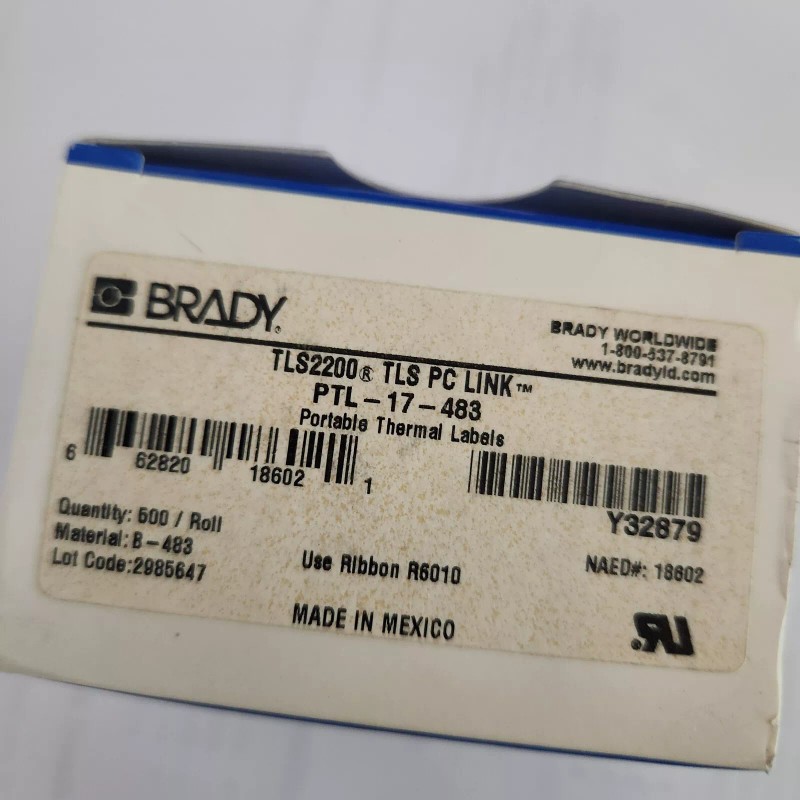 BRADY®
BRADY WORLDWIDE
1-800-537-8791
www.bradyid.com
TLS2200® TLS PC LINK™
PTL-17-483
Portable Thermal Labels
6 62820 18602 1
Y32879
Quantity: 500 / Roll
Material: B-483
Lot Code:2985647
Use Ribbon R6010
NAED#: 18602
MADE IN MEXICO
RU